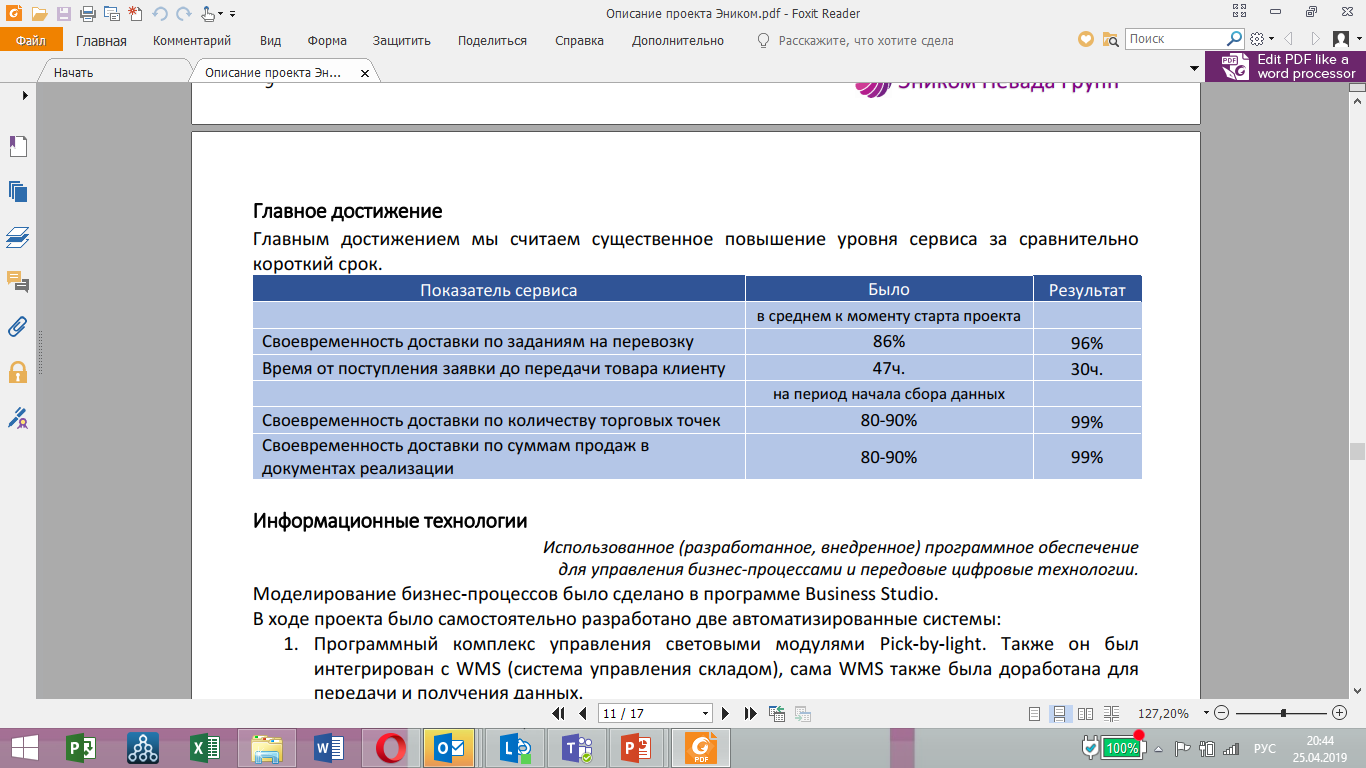 Описание проекта Эником.pdf - Foxit Reader
Файл Главная Комментарий Вид Форма Защитить Поделиться Справка Дополнительно Расскажите, что хотите сдела Поиск
Начать Описание проекта Эн... Edit PDF like a
word processor
Эником Невада Групп
Главное достижение
Главным достижением мы считаем существенное повышение уровня сервиса за сравнительно
короткий срок.
Показатель сервиса Было Результат
в среднем к моменту старта проекта
Своевременность доставки по заданиям на перевозку 86% 96%
Время от поступления заявки до передачи товара клиенту 47ч. 30ч.
на период начала сбора данных
Своевременность доставки по количеству торговых точек 80-90% 99%
Своевременность доставки по суммам продаж в
документах реализации 80-90% 99%
Информационные технологии
Использованное (разработанное, внедренное) программное обеспечение
для управления бизнес-процессами и передовые цифровые технологии.
Моделирование бизнес-процессов было сделано в программе Business Studio.
В ходе проекта было самостоятельно разработано две автоматизированные системы:
1. Программный комплекс управления световыми модулями Pick-by-light. Также он был
интегрирован с WMS (система управления складом), сама WMS также была доработана для
передачи и получения данных.
11 / 17 127,20%
100% РУС 20:44
25.04.2019